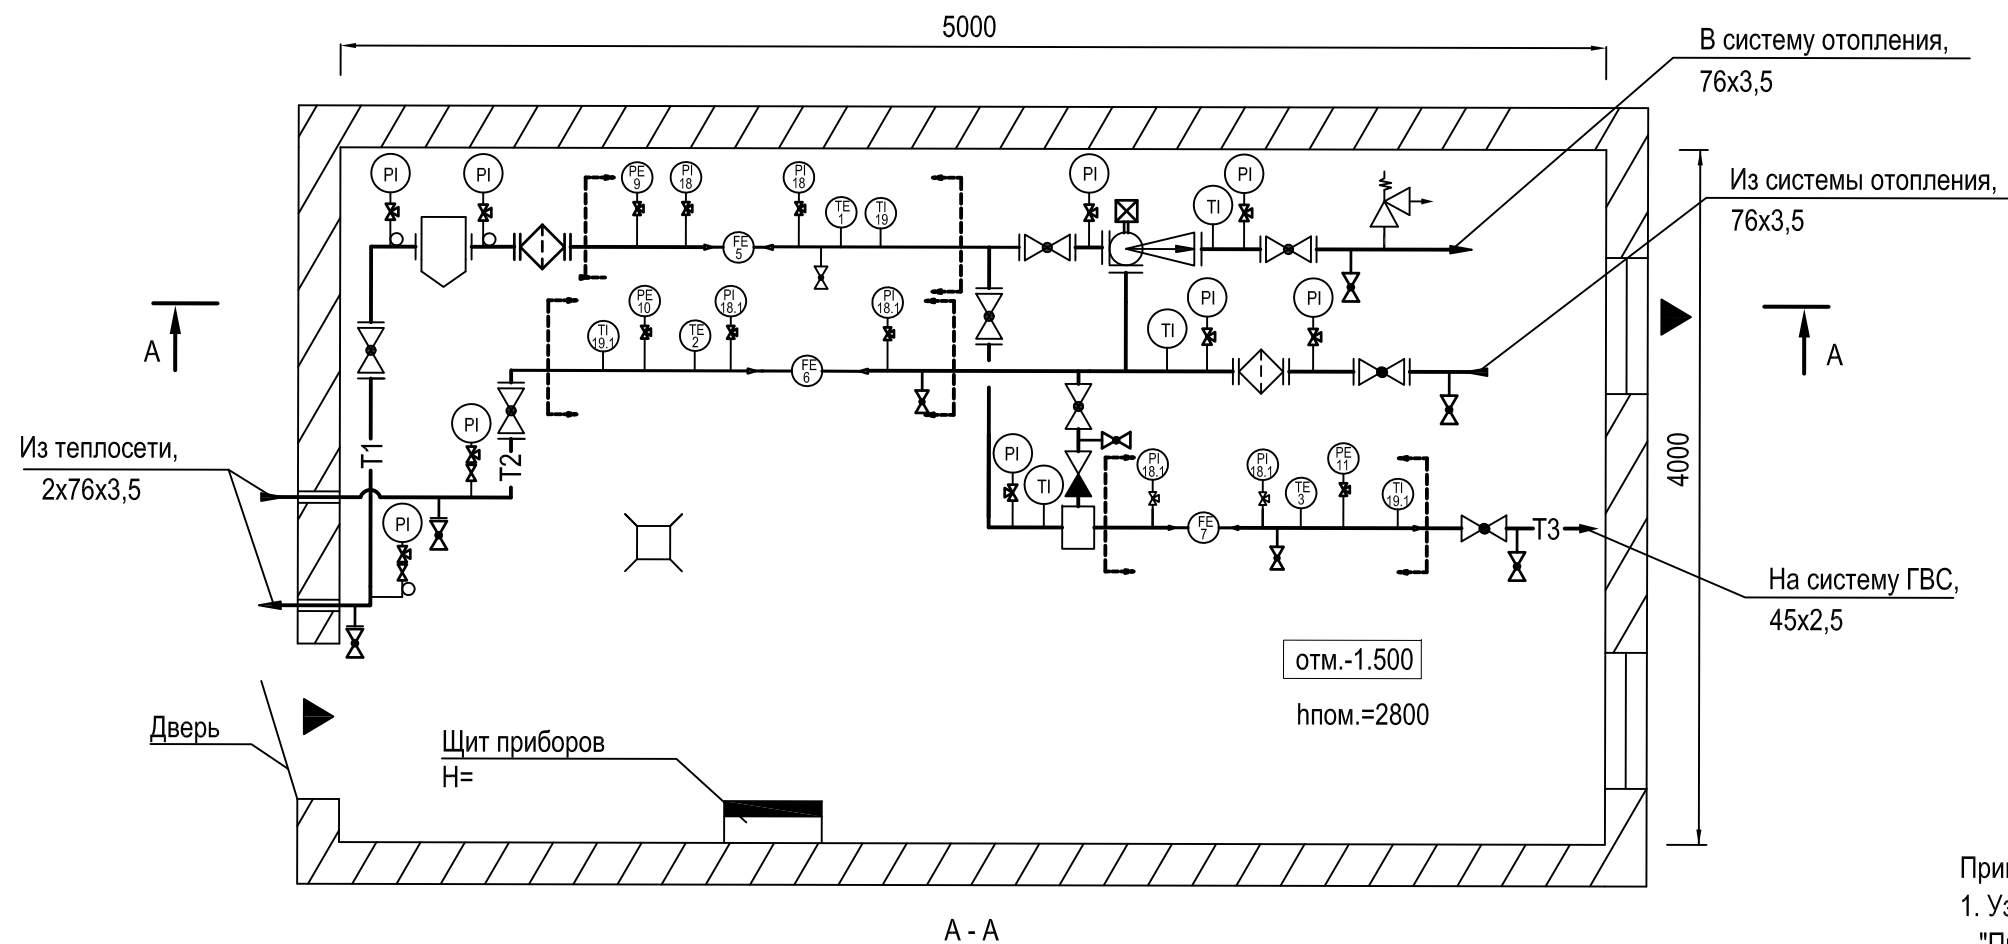 5000
В систему отопления,
76х3,5
Из системы отопления,
76х3,5
PI
PI
PE
9
PI
18
PI
18
TE
1
TI
19
PI
TI
PI
FE
5
PE
10
PI
18.1
PI
18.1
PI
PI
TI
19.1
TE
2
TI
A
A
FE
6
4000
Из теплосети,
2х76х3,5
T1
T2
PI
PI
PI
TI
PI
18.1
PI
18.1
PE
11
TE
3
TI
19.1
FE
7
T3
На систему ГВС,
45х2,5
отм.-1.500
hпом.=2800
Дверь
Щит приборов
H=
А - А
1.